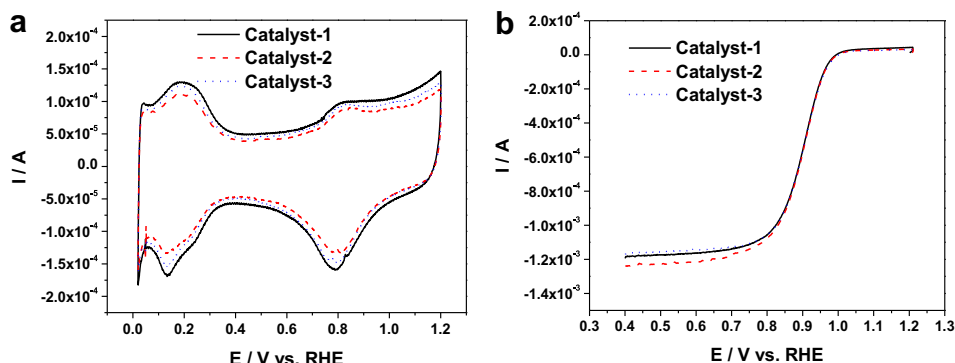 a
2.0x10⁻⁴
1.5x10⁻⁴
1.0x10⁻⁴
5.0x10⁻⁵
0.0
-5.0x10⁻⁵
-1.0x10⁻⁴
-1.5x10⁻⁴
-2.0x10⁻⁴
I / A
Catalyst-1
Catalyst-2
Catalyst-3
0.0 0.2 0.4 0.6 0.8 1.0 1.2
E / V vs. RHE
b
0.0
-2.0x10⁻⁴
-4.0x10⁻⁴
-6.0x10⁻⁴
-8.0x10⁻⁴
-1.0x10⁻³
-1.2x10⁻³
-1.4x10⁻³
I / A
Catalyst-1
Catalyst-2
Catalyst-3
0.3 0.4 0.5 0.6 0.7 0.8 0.9 1.0 1.1 1.2 1.3
E / V vs. RHE